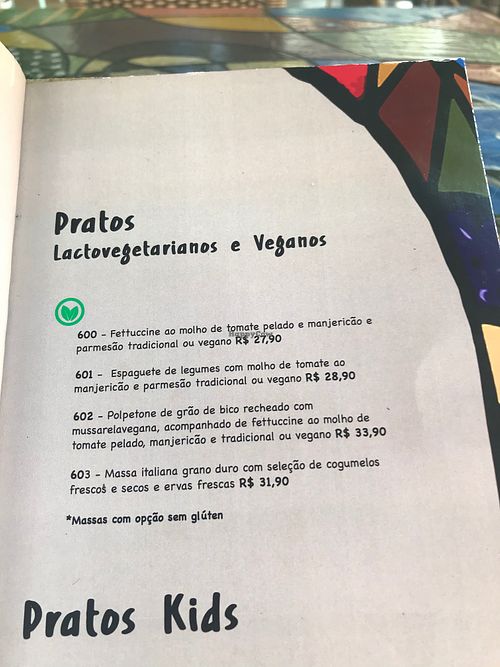 Pratos
Lactovegetarianos e Veganos
600 - Fettuccine ao molho de tomate pelado e manjericão e
parmesão tradicional ou vegano R$ 27,90
HappyCow
601 - Espaguete de legumes com molho de tomate ao
manjericão e parmesão tradicional ou vegano R$ 28,90
602 - Polpetone de grão de bico recheado com
mussarelavegana, acompanhado de fettuccine ao molho de
tomate pelado, manjericão e tradicional ou vegano R$ 33,90
603 - Massa italiana grano duro com seleção de cogumelos
frescos e secos e ervas frescas R$ 31,90
*Massas com opção sem glúten
Pratos Kids